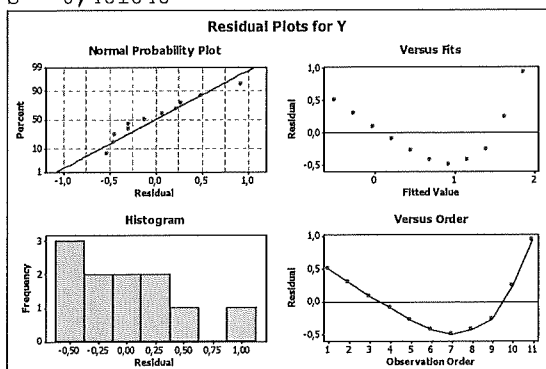 Residual Plots for Y
Normal Probability Plot
Percent
99
90
50
10
1
-1,0 -0,5 0,0 0,5 1,0
Residual
Versus Fits
Residual
1,0
0,5
0,0
-0,5
0 1 2
Fitted Value
Histogram
Frequency
3
2
1
0
-0,50 -0,25 0,00 0,25 0,50 0,75 1,00
Residual
Versus Order
Residual
1,0
0,5
0,0
-0,5
1 2 3 4 5 6 7 8 9 10 11
Observation Order